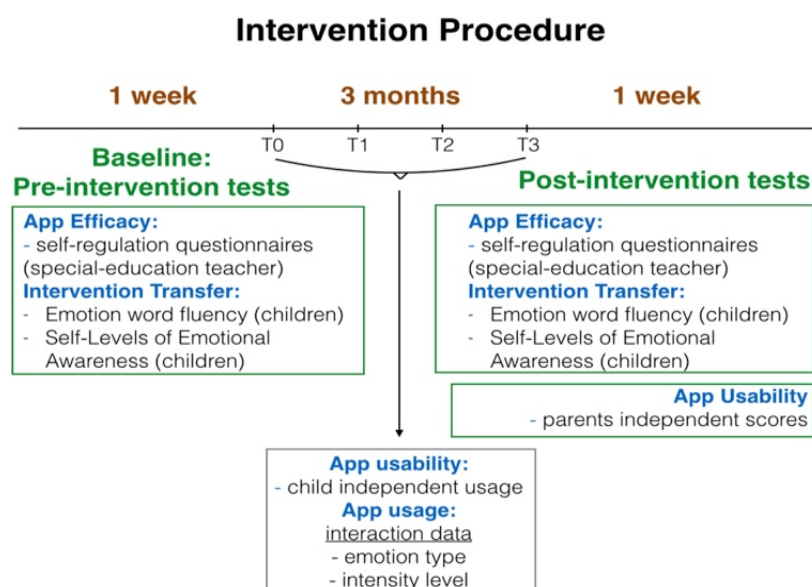 Intervention Procedure
1 week
3 months
1 week
T0
T1
T2
T3
Baseline:
Pre-intervention tests
App Efficacy:
- self-regulation questionnaires
(special-education teacher)
Intervention Transfer:
- Emotion word fluency (children)
- Self-Levels of Emotional
Awareness (children)
Post-intervention tests
App Efficacy:
- self-regulation questionnaires
(special-education teacher)
Intervention Transfer:
- Emotion word fluency (children)
- Self-Levels of Emotional
Awareness (children)
App Usability
- parents independent scores
App usability:
- child independent usage
App usage:
interaction data
- emotion type
- intensity level